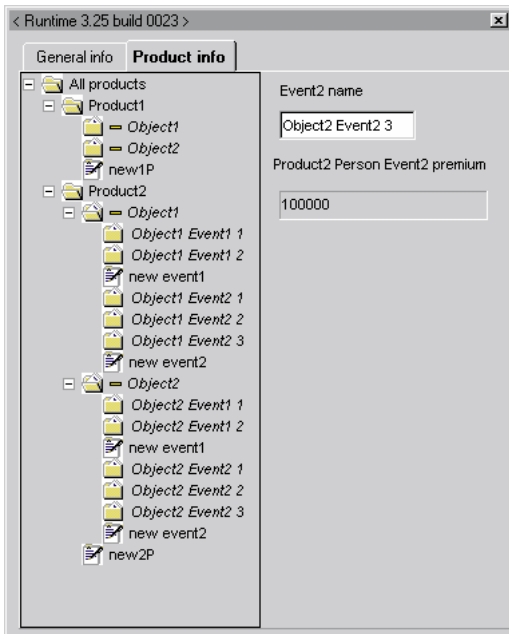 < Runtime 3.25 build 0023 >
General info
Product info
All products
Product1
Object1
Object2
new1P
Product2
Object1
Object1 Event1 1
Object1 Event1 2
new event1
Object1 Event2 1
Object1 Event2 2
Object1 Event2 3
new event2
Object2
Object2 Event1 1
Object2 Event1 2
new event1
Object2 Event2 1
Object2 Event2 2
Object2 Event2 3
new event2
new2P
Event2 name
Object2 Event2 3
Product2 Person Event2 premium
100000